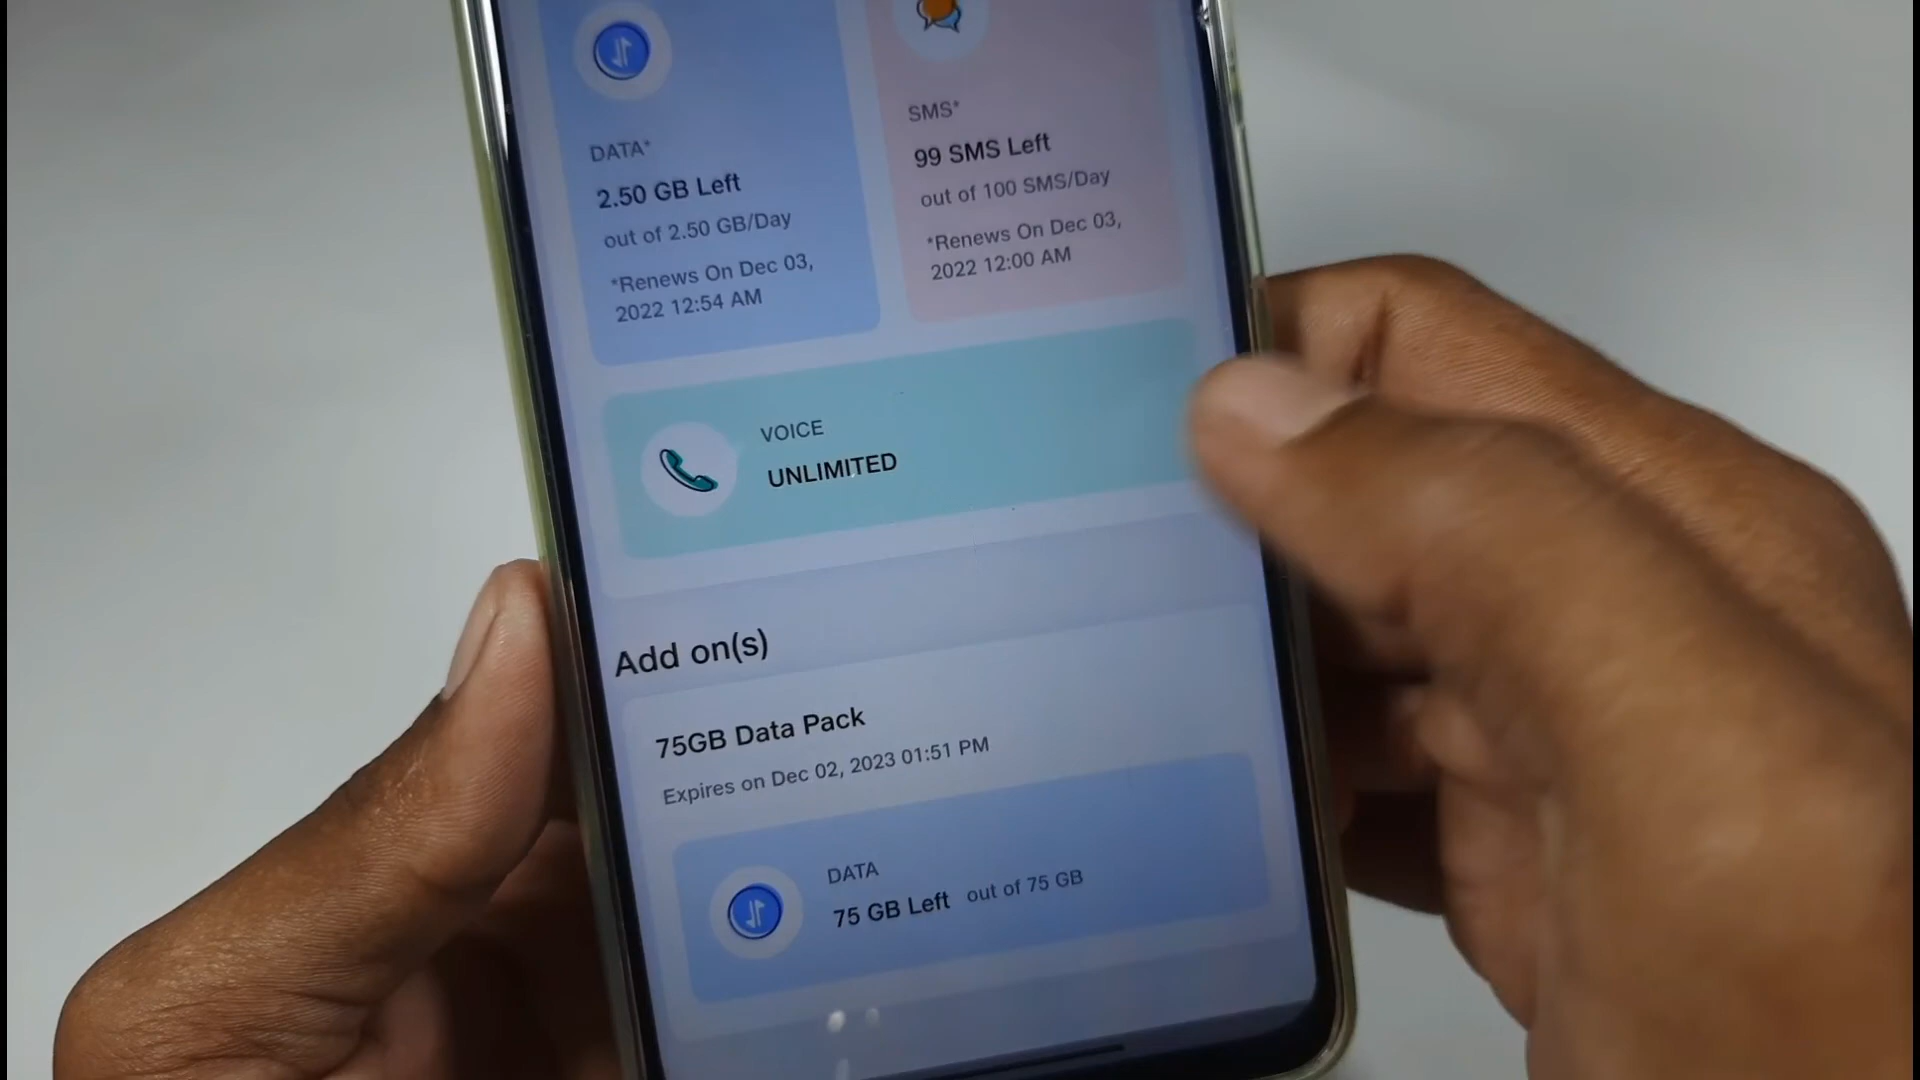 DATA*
2.50 GB Left
out of 2.50 GB/Day
*Renews On Dec 03,
2022 12:54 AM
SMS*
99 SMS Left
out of 100 SMS/Day
*Renews On Dec 03,
2022 12:00 AM
VOICE
UNLIMITED
Add on(s)
75GB Data Pack
Expires on Dec 02, 2023 01:51 PM
DATA
75 GB Left out of 75 GB